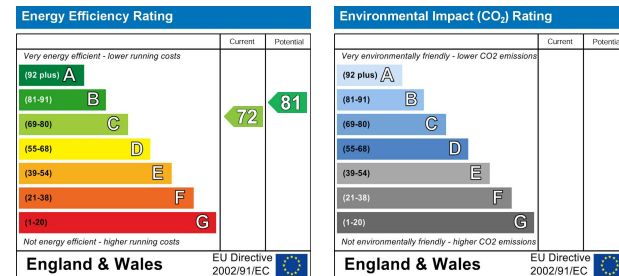 Energy Efficiency Rating
Current Potential
Very energy efficient - lower running costs
(92 plus) A
(81-91) B
(69-80) C
(55-68) D
(39-54) E
(21-38) F
(1-20) G
72
81
Not energy efficient - higher running costs
England & Wales
EU Directive
2002/91/EC
Environmental Impact (CO₂) Rating
Current Potentia
Very environmentally friendly - lower CO2 emissions
(92 plus) A
(81-91) B
(69-80) C
(55-68) D
(39-54) E
(21-38) F
(1-20) G
Not environmentally friendly - higher CO2 emissions
England & Wales
EU Directive
2002/91/EC